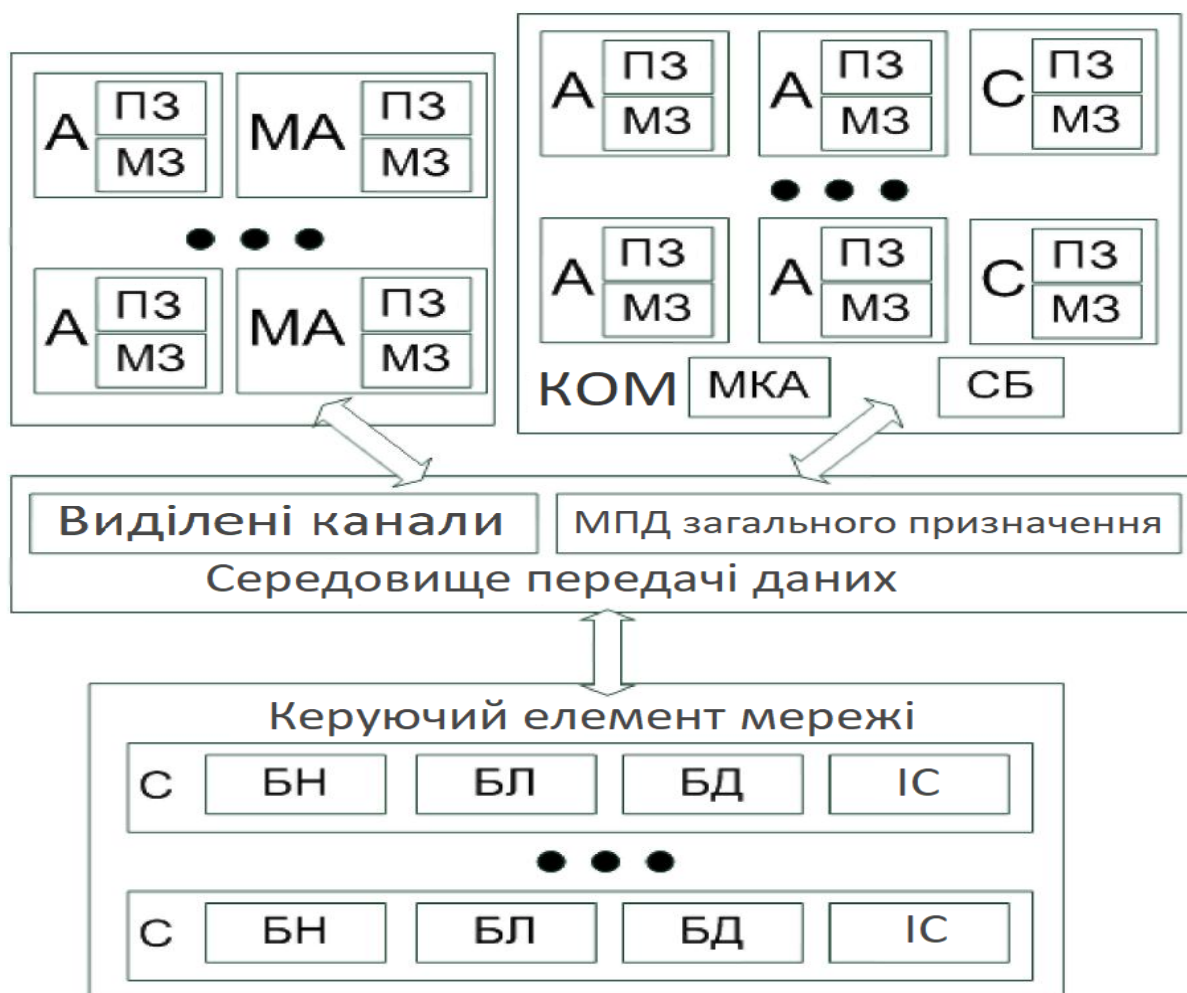 А ПЗ МЗ МА ПЗ МЗ
А ПЗ МЗ МА ПЗ МЗ
А ПЗ МЗ А ПЗ МЗ С ПЗ МЗ
А ПЗ МЗ А ПЗ МЗ С ПЗ МЗ
КОМ МКА СБ
Виділені канали МПД загального призначення
Середовище передачі даних
Керуючий елемент мережі
С БН БЛ БД ІС
С БН БЛ БД ІС